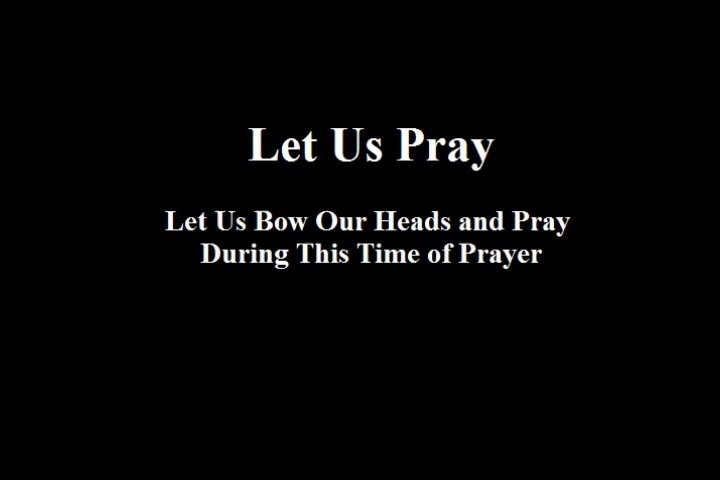 Let Us Pray
Let Us Bow Our Heads and Pray
During This Time of Prayer